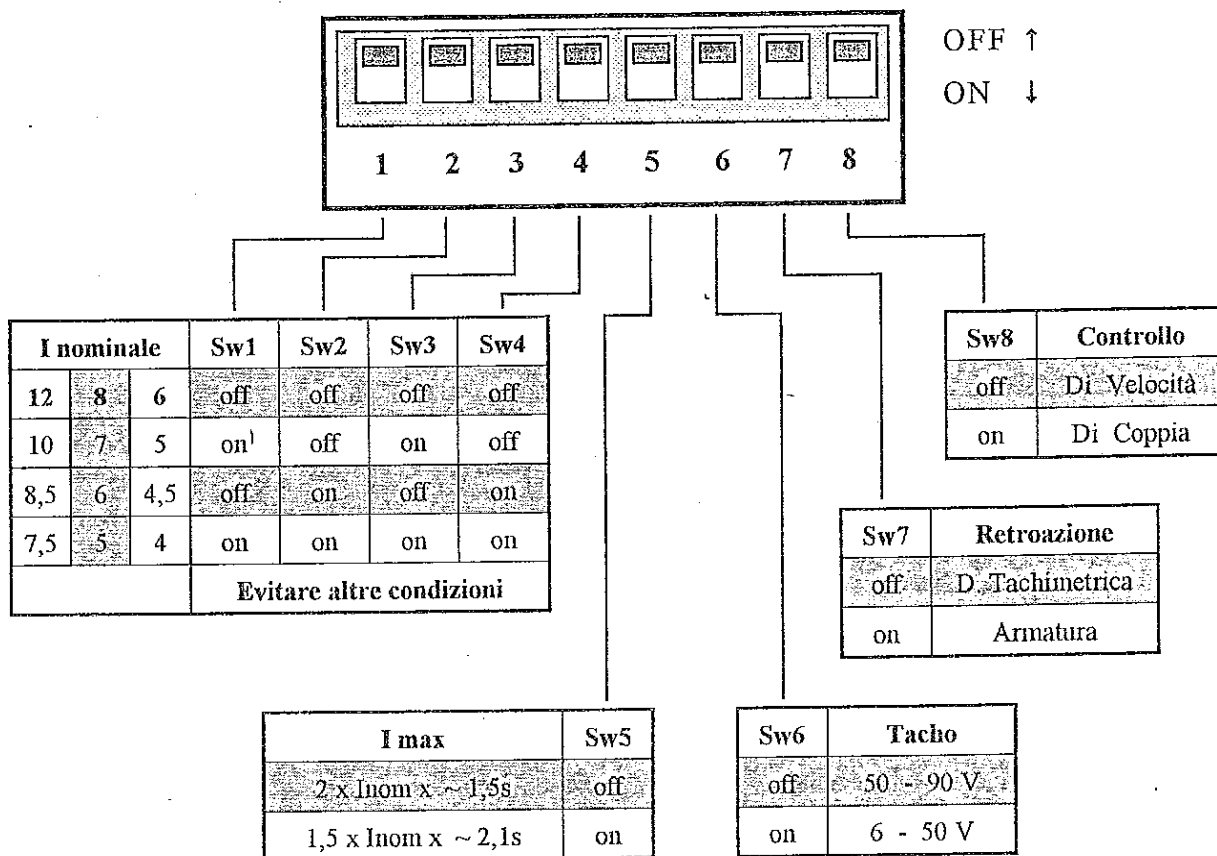 OFF ↑
ON ↓
1 2 3 4 5 6 7 8
I nominale Sw1 Sw2 Sw3 Sw4
12 8 6 off off off off
10 7 5 on off on off
8,5 6 4,5 off on off on
7,5 5 4 on on on on
Evitare altre condizioni
Sw8 Controllo
off Di Velocità
on Di Coppia
Sw7 Retroazione
off D. Tachimetrica
on Armatura
I max Sw5
2 x Inom x ~ 1,5s off
1,5 x Inom x ~ 2,1s on
Sw6 Tacho
off 50 - 90 V
on 6 - 50 V